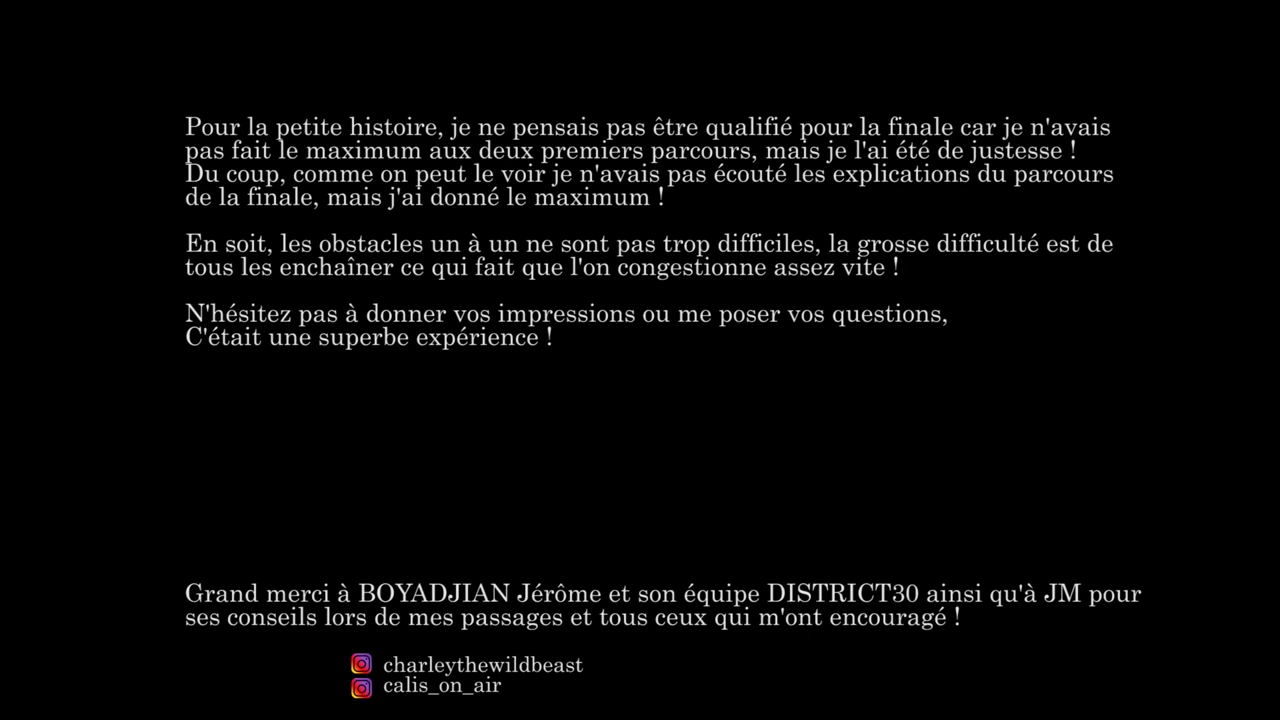 Pour la petite histoire, je ne pensais pas être qualifié pour la finale car je n'avais
pas fait le maximum aux deux premiers parcours, mais je l'ai été de justesse !
Du coup, comme on peut le voir je n'avais pas écouté les explications du parcours
de la finale, mais j'ai donné le maximum !
En soit, les obstacles un à un ne sont pas trop difficiles, la grosse difficulté est de
tous les enchaîner ce qui fait que l'on congestionne assez vite !
N'hésitez pas à donner vos impressions ou me poser vos questions,
C'était une superbe expérience !
Grand merci à BOYADJIAN Jérôme et son équipe DISTRICT30 ainsi qu'à JM pour
ses conseils lors de mes passages et tous ceux qui m'ont encouragé !
charleythewildbeast
calis_on_air